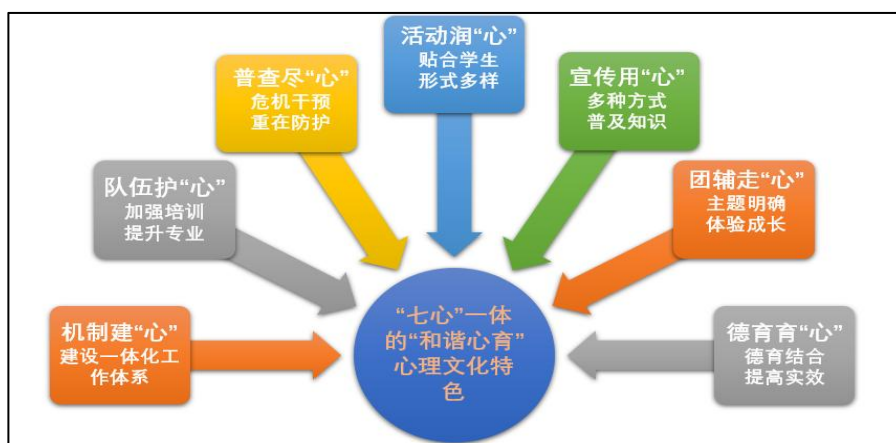 机制建“心”
建设一体化工
作体系
队伍护“心”
加强培训
提升专业
普查尽“心”
危机干预
重在防护
活动润“心”
贴合学生
形式多样
宣传用“心”
多种方式
普及知识
团辅走“心”
主题明确
体验成长
德育育“心”
德育结合
提高实效
“七心”一体
的“和谐心育”
心理文化特
色